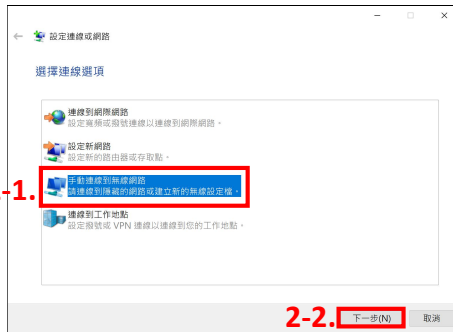 設定連線或網路
選擇連線選項
連線到網際網路
設定寬頻或撥號連線以連線到網際網路。
設定新網路
設定新的路由器或存取點。
-1.
手動連線到無線網路
請連線到隱藏的網路或建立新的無線設定檔。
連線到工作地點
設定撥號或 VPN 連線以連線到您的工作地點。
2-2.
下一步(N)
取消